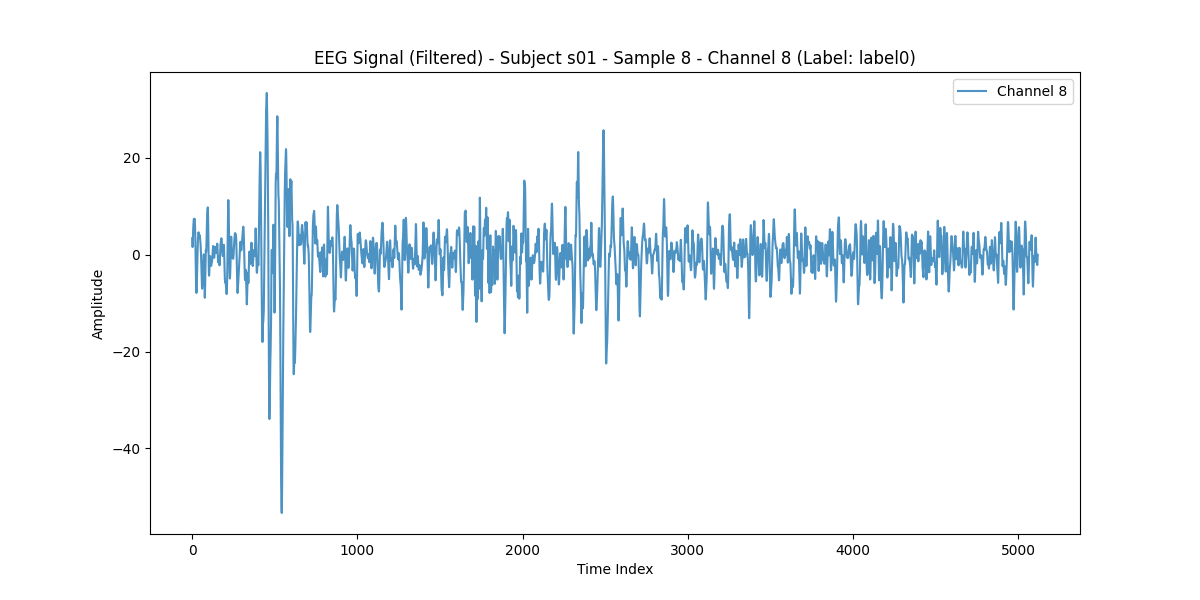 EEG Signal (Filtered) - Subject s01 - Sample 8 - Channel 8 (Label: label0)
Channel 8
20
0
−20
−40
Amplitude
0 1000 2000 3000 4000 5000
Time Index